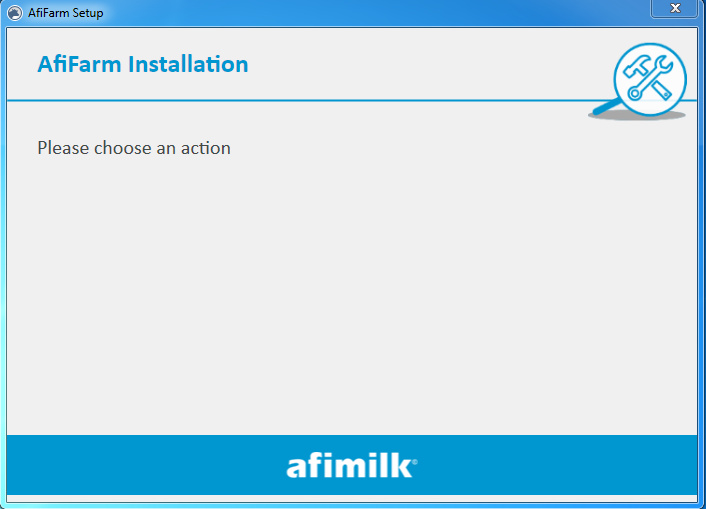 AfiFarm Setup
x
AfiFarm Installation
Please choose an action
afimilk®